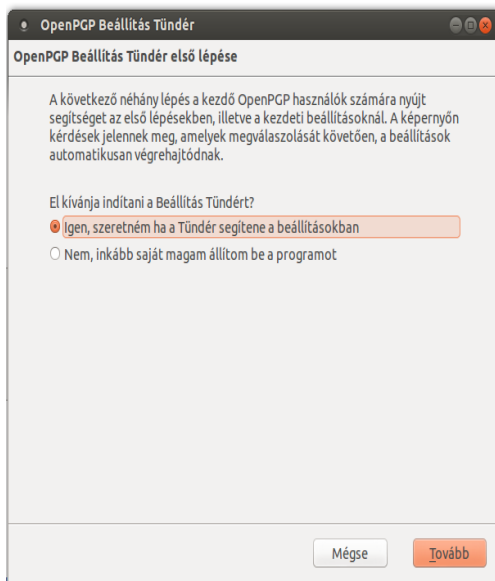 OpenPGP Beállítás Tündér
OpenPGP Beállítás Tündér első lépése
A következő néhány lépés a kezdő OpenPGP használók számára nyújt
segítséget az első lépésekben, illetve a kezdeti beállításoknál. A képernyőn
kérdések jelennek meg, amelyek megválaszolását követően, a beállítások
automatikusan végrehajtódnak.
El kívánja indítani a Beállítás Tündért?
Igen, szeretném ha a Tündér segítene a beállításokban
Nem, inkább saját magam állítom be a programot
Mégse
Tovább